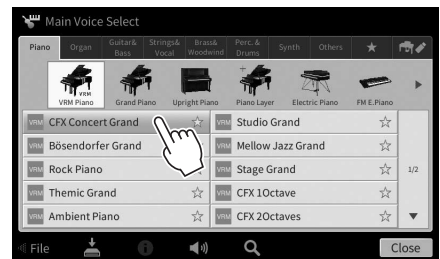 Main Voice Select
Piano Organ Guitar& Bass Strings& Vocal Brass& Woodwind Perc. & Drums Synth Others ★
VRM
VRM Piano Grand Piano Upright Piano Piano Layer Electric Piano FM E.Piano
VRM CFX Concert Grand ☆ VRM Studio Grand ☆
VRM Bösendorfer Grand VRM Mellow Jazz Grand ☆
VRM Rock Piano VRM Stage Grand ☆ 1/2
VRM Themic Grand ☆ VRM CFX 1Octave ☆
VRM Ambient Piano ☆ VRM CFX 2Octaves ☆
File Close